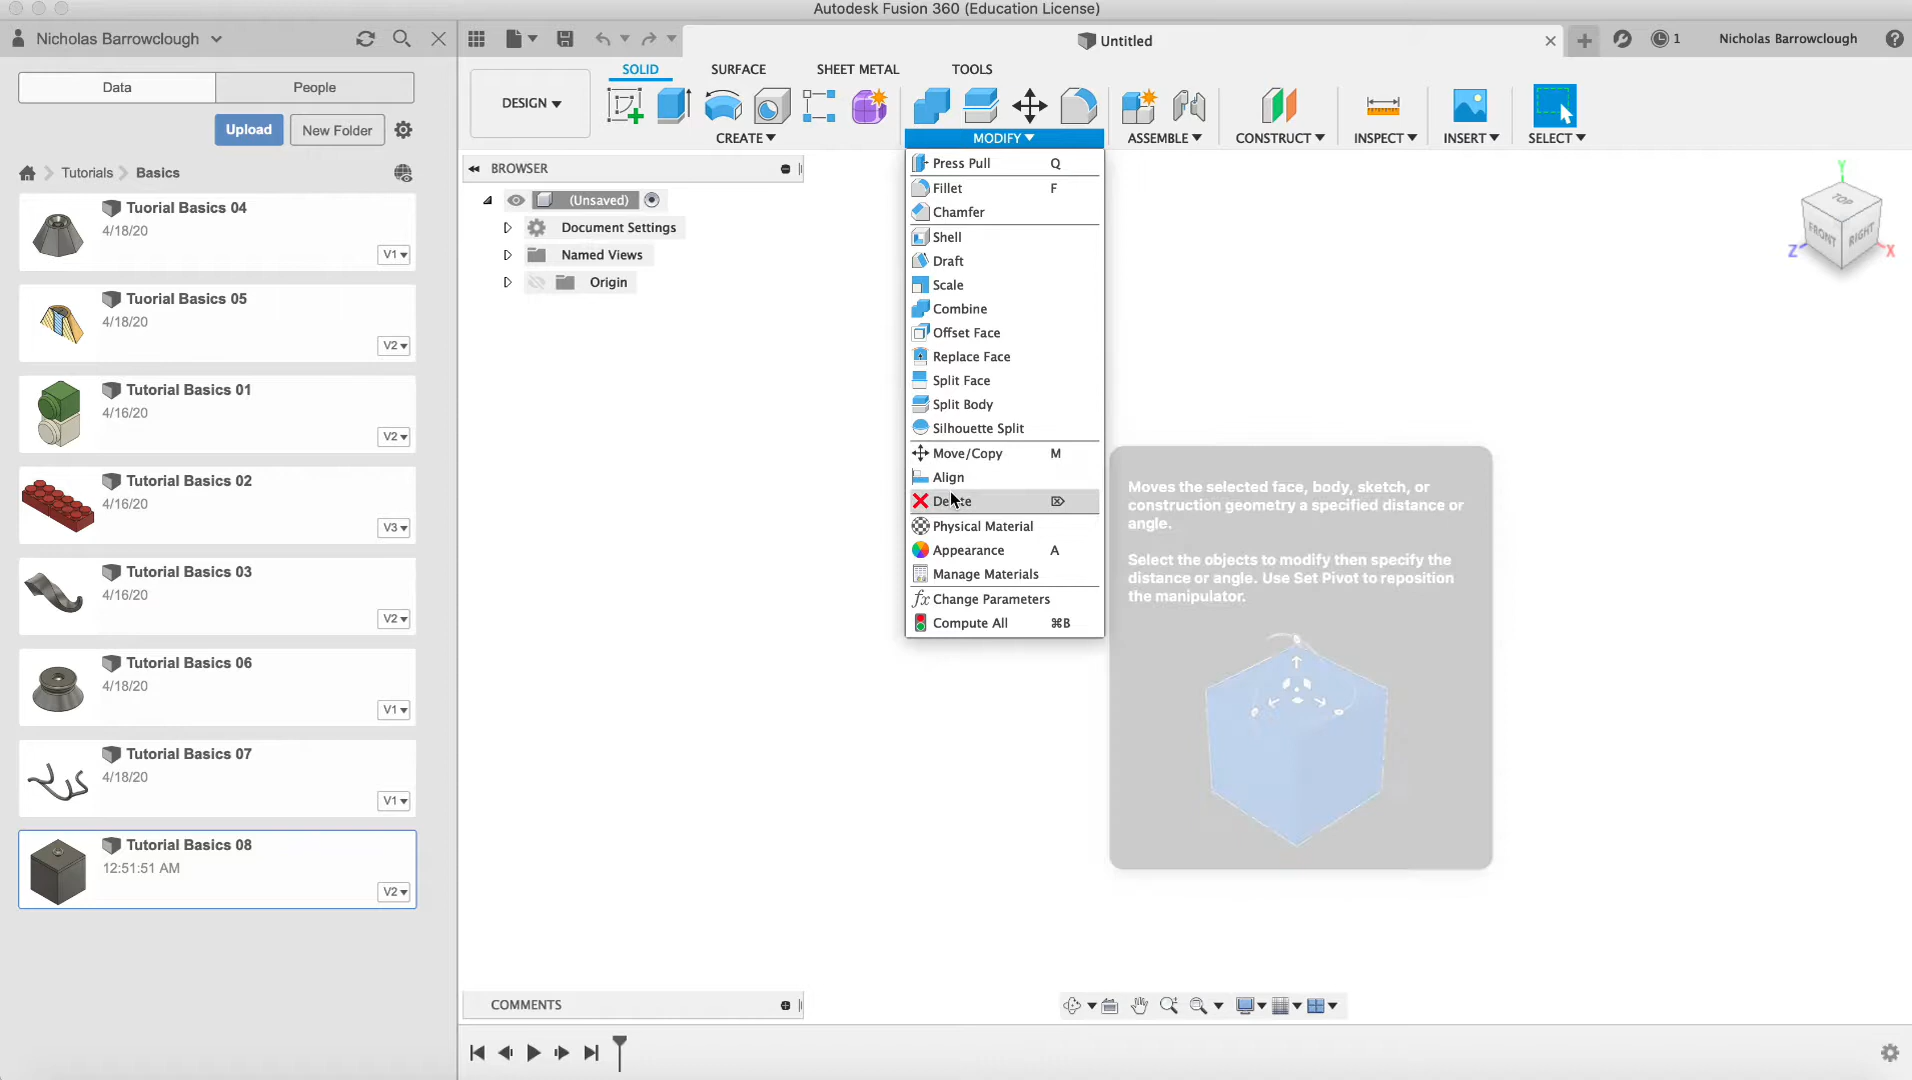 Autodesk Fusion 360 (Education License)
Nicholas Barrowclough
Untitled
1
Nicholas Barrowclough
Data
People
Upload
New Folder
Tutorials
Basics
Tuorial Basics 04
4/18/20
V1
Tuorial Basics 05
4/18/20
V2
Tutorial Basics 01
4/16/20
V2
Tutorial Basics 02
4/16/20
V3
Tutorial Basics 03
4/16/20
V2
Tutorial Basics 06
4/18/20
V1
Tutorial Basics 07
4/18/20
V1
Tutorial Basics 08
12:51:51 AM
V2
SOLID
SURFACE
SHEET METAL
TOOLS
DESIGN
CREATE
MODIFY
ASSEMBLE
CONSTRUCT
INSPECT
INSERT
SELECT
BROWSER
(Unsaved)
Document Settings
Named Views
Origin
Press Pull Q
Fillet F
Chamfer
Shell
Draft
Scale
Combine
Offset Face
Replace Face
Split Face
Split Body
Silhouette Split
Move/Copy M
Align
Delete
Physical Material
Appearance A
Manage Materials
fx Change Parameters
Compute All ⌘B
Moves the selected face, body, sketch, or
construction geometry a specified distance or
angle.
Select the objects to modify then specify the
distance or angle. Use Set Pivot to reposition
the manipulator.
Y
TOP
FRONT
RIGHT
Z
X
COMMENTS